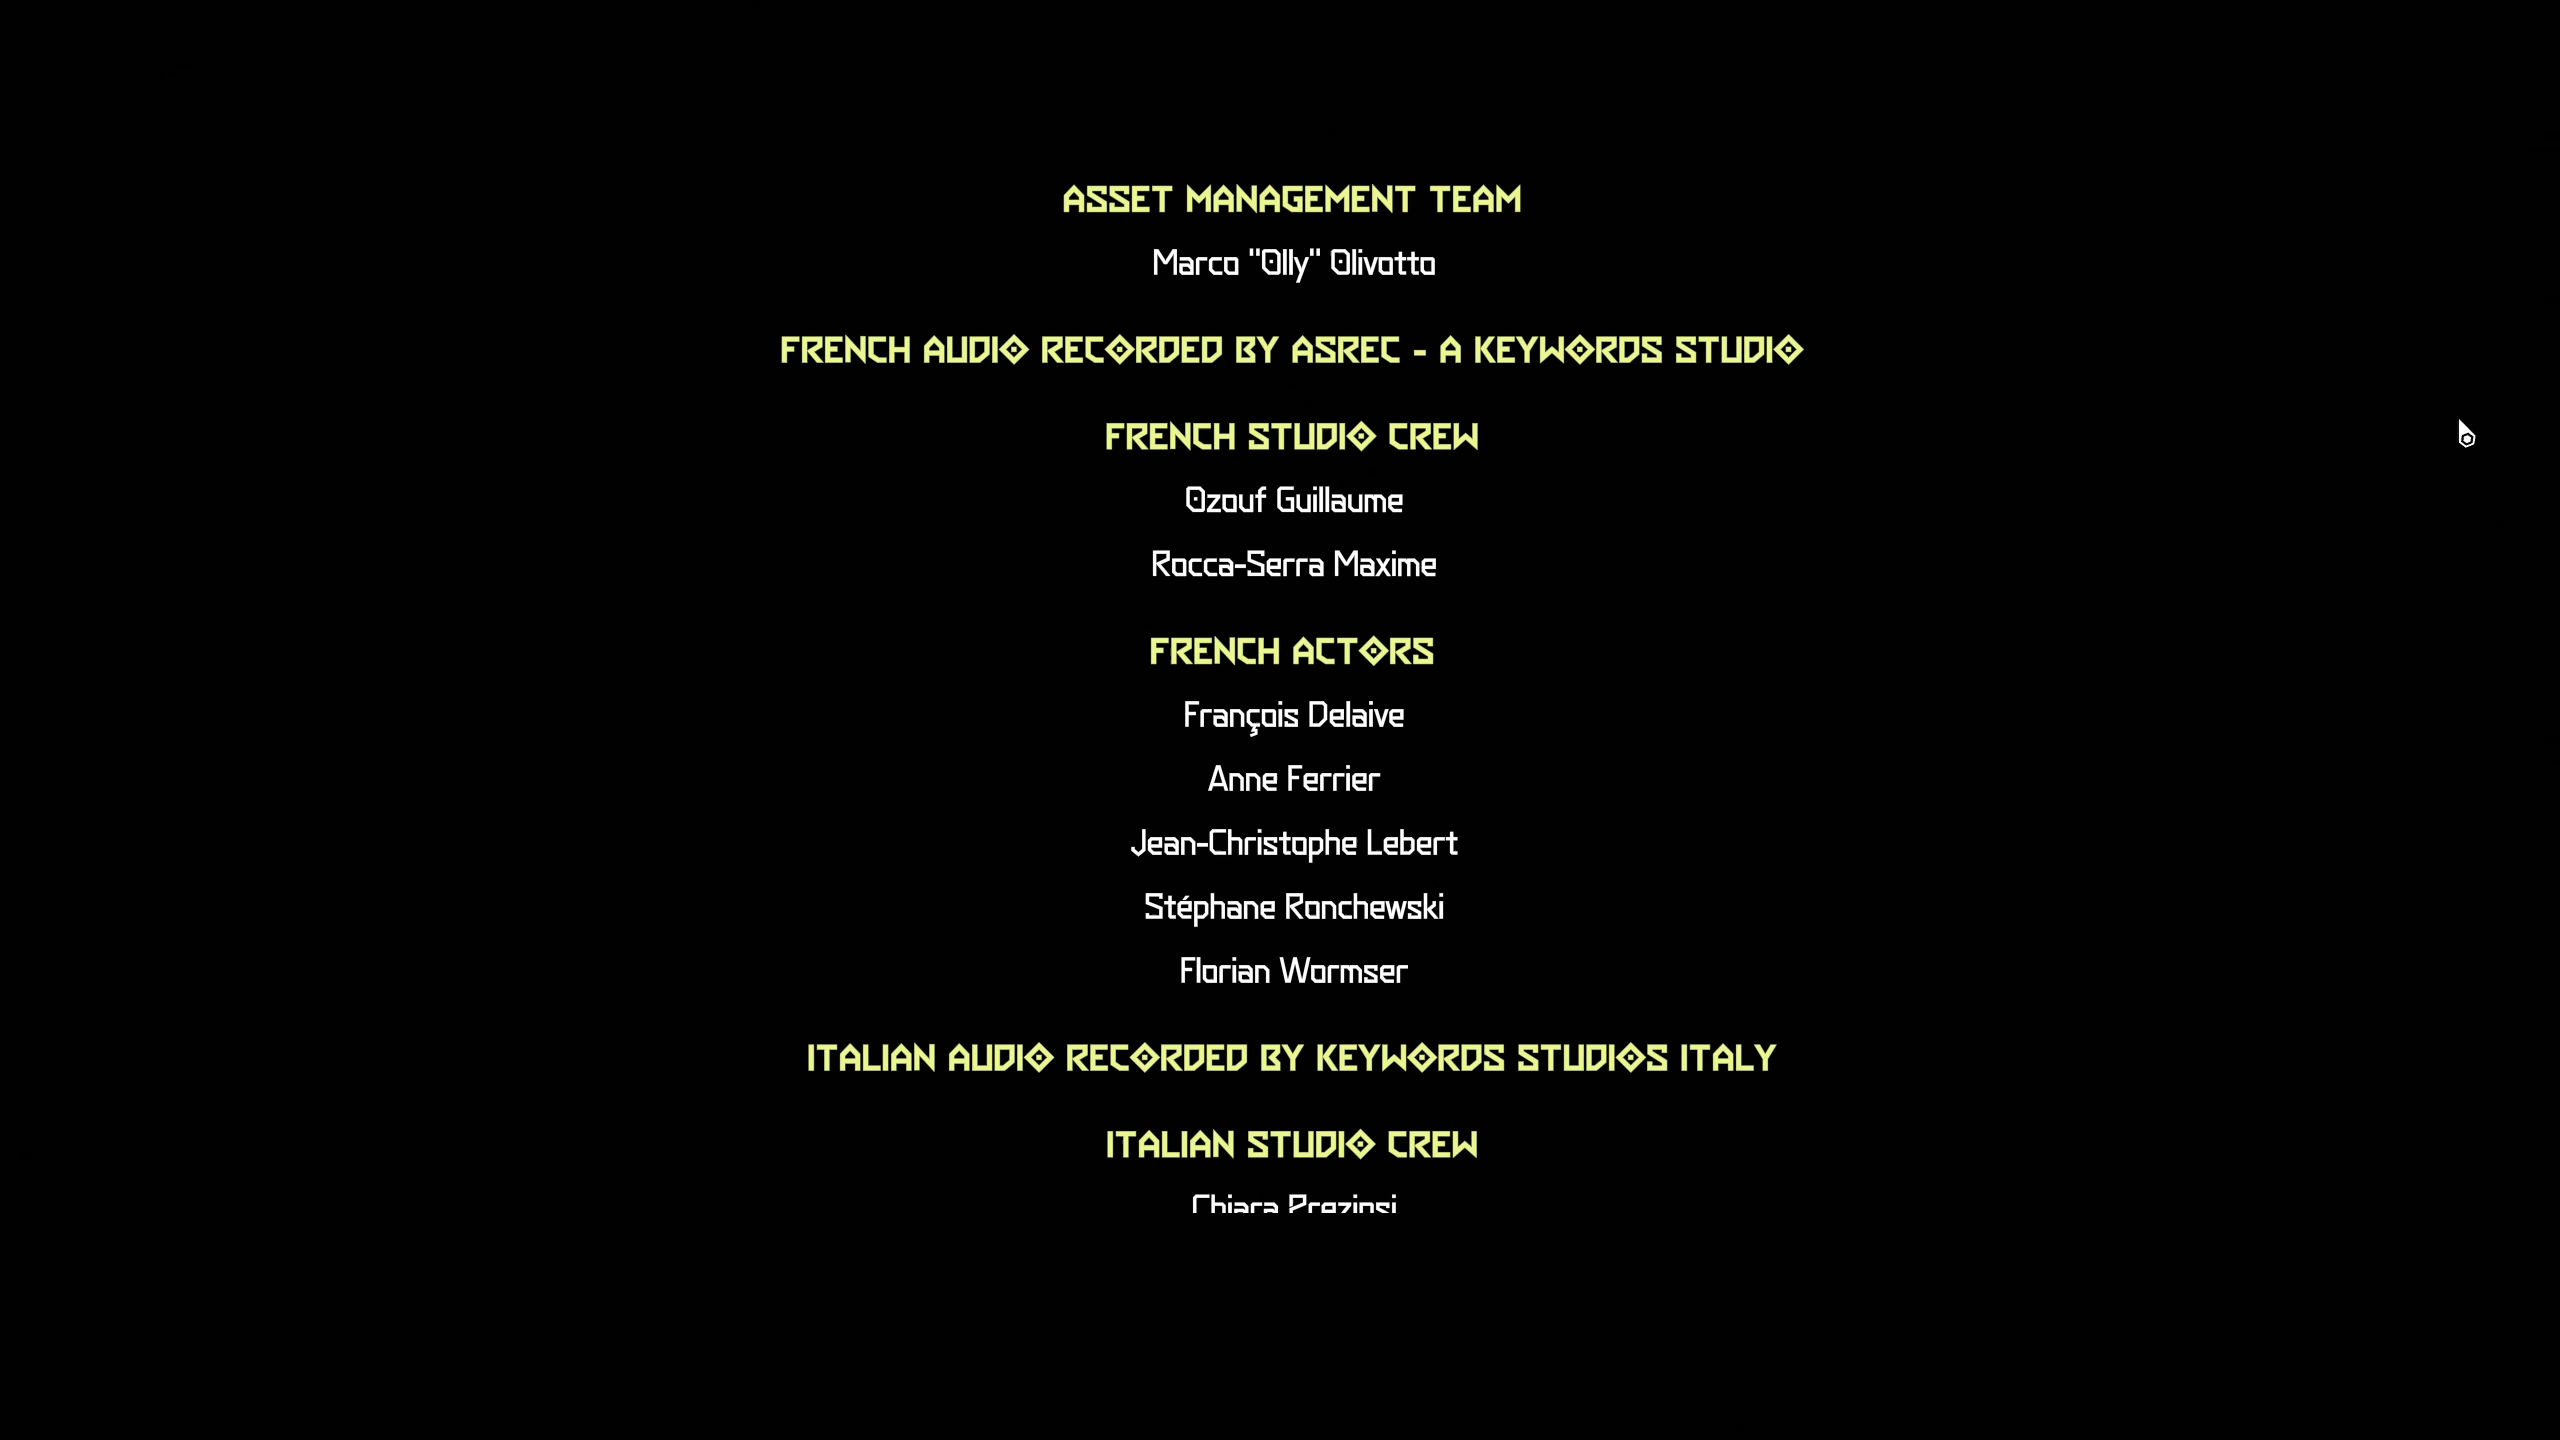 ASSET MANAGEMENT TEAM
Marco "Olly" Olivotto
FRENCH AUDIO RECORDED BY ASREC - A KEYWORDS STUDIO
FRENCH STUDIO CREW
Ozouf Guillaume
Rocca-Serra Maxime
FRENCH ACTORS
François Delaive
Anne Ferrier
Jean-Christophe Lebert
Stéphane Ronchewski
Florian Wormser
ITALIAN AUDIO RECORDED BY KEYWORDS STUDIOS ITALY
ITALIAN STUDIO CREW
Chiara